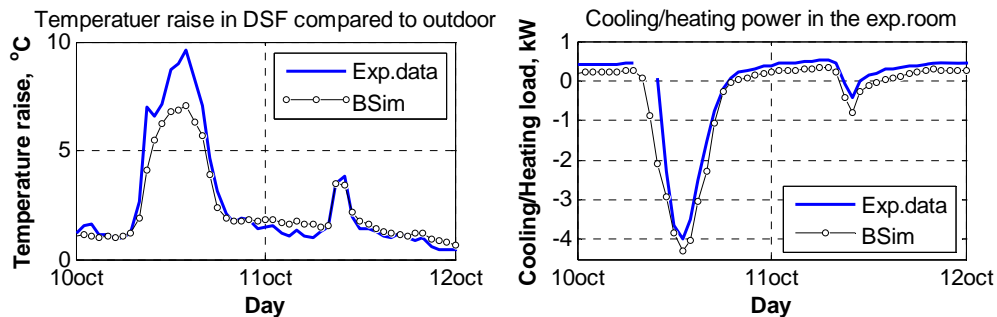 Temperatuer raise in DSF compared to outdoor
Temperature raise, °C
10
5
0
Exp.data
BSim
10oct
11oct
12oct
Day
Cooling/heating power in the exp.room
Cooling/Heating load, kW
1
0
-1
-2
-3
-4
Exp.data
BSim
10oct
11oct
12oct
Day